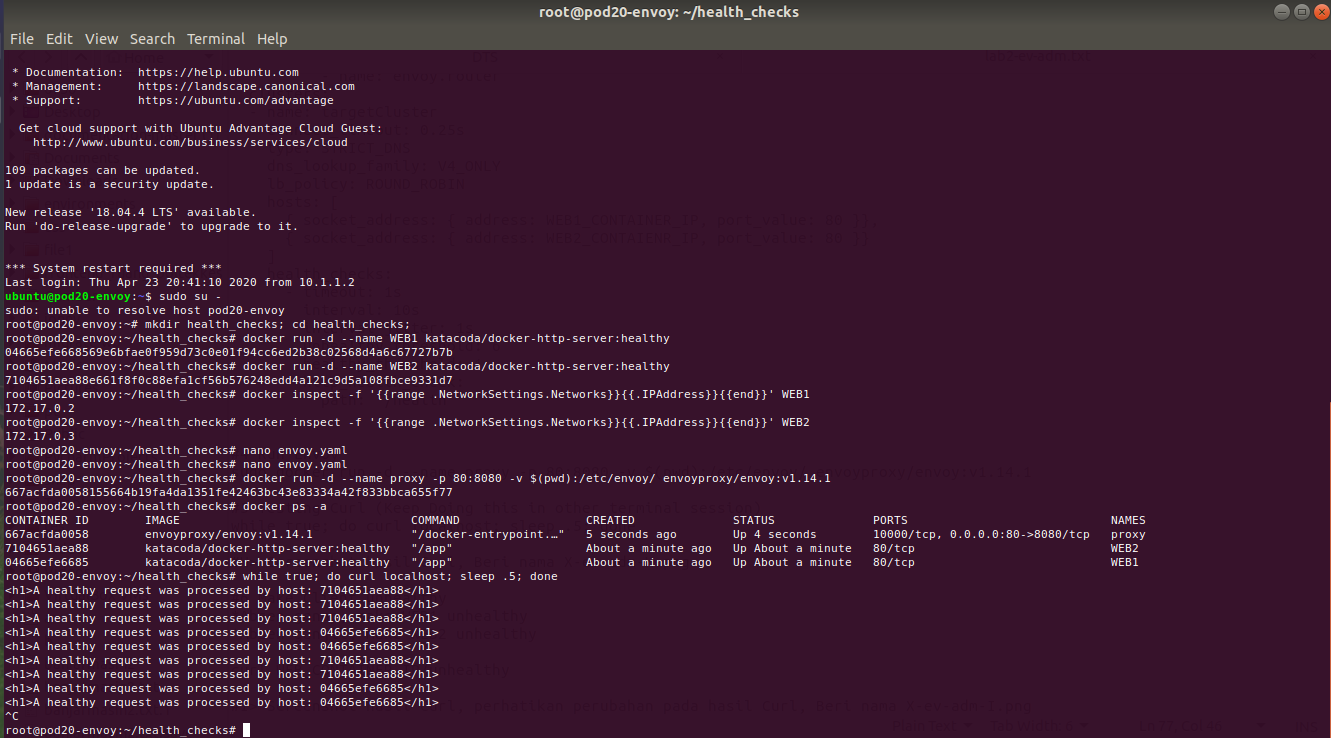 root@pod20-envoy: ~/health_checks
File Edit View Search Terminal Help
* Documentation:  https://help.ubuntu.com
* Management:     https://landscape.canonical.com
* Support:        https://ubuntu.com/advantage
Get cloud support with Ubuntu Advantage Cloud Guest:
http://www.ubuntu.com/business/services/cloud
109 packages can be updated.
1 update is a security update.
New release '18.04.4 LTS' available.
Run 'do-release-upgrade' to upgrade to it.
*** System restart required ***
Last login: Thu Apr 23 20:41:10 2020 from 10.1.1.2
ubuntu@pod20-envoy:~$ sudo su -
sudo: unable to resolve host pod20-envoy
root@pod20-envoy:~# mkdir health_checks; cd health_checks;
root@pod20-envoy:~/health_checks# docker run -d --name WEB1 katacoda/docker-http-server:healthy
04665efe668569e6bfae0f959d73c0e01f94cc6ed2b38c02568d4a6c67727b7b
root@pod20-envoy:~/health_checks# docker run -d --name WEB2 katacoda/docker-http-server:healthy
7104651aea88e661f8f0c88efa1cf56b576248edd4a121c9d5a108fbce9331d7
root@pod20-envoy:~/health_checks# docker inspect -f '{{range .NetworkSettings.Networks}}{{.IPAddress}}{{end}}' WEB1
172.17.0.2
root@pod20-envoy:~/health_checks# docker inspect -f '{{range .NetworkSettings.Networks}}{{.IPAddress}}{{end}}' WEB2
172.17.0.3
root@pod20-envoy:~/health_checks# nano envoy.yaml
root@pod20-envoy:~/health_checks# nano envoy.yaml
root@pod20-envoy:~/health_checks# docker run -d --name proxy -p 80:8080 -v $(pwd):/etc/envoy/ envoyproxy/envoy:v1.14.1
667acfda0058155664b19fa4da1351fe42463bc43e83334a42f833bbca655f77
root@pod20-envoy:~/health_checks# docker ps -a
CONTAINER ID        IMAGE                                 COMMAND                  CREATED              STATUS              PORTS                             NAMES
667acfda0058        envoyproxy/envoy:v1.14.1              "/docker-entrypoint.…"   5 seconds ago        Up 4 seconds        10000/tcp, 0.0.0.0:80->8080/tcp   proxy
7104651aea88        katacoda/docker-http-server:healthy   "/app"                   About a minute ago   Up About a minute   80/tcp                            WEB2
04665efe6685        katacoda/docker-http-server:healthy   "/app"                   About a minute ago   Up About a minute   80/tcp                            WEB1
root@pod20-envoy:~/health_checks# while true; do curl localhost; sleep .5; done
<h1>A healthy request was processed by host: 7104651aea88</h1>
<h1>A healthy request was processed by host: 7104651aea88</h1>
<h1>A healthy request was processed by host: 7104651aea88</h1>
<h1>A healthy request was processed by host: 04665efe6685</h1>
<h1>A healthy request was processed by host: 04665efe6685</h1>
<h1>A healthy request was processed by host: 7104651aea88</h1>
<h1>A healthy request was processed by host: 7104651aea88</h1>
<h1>A healthy request was processed by host: 04665efe6685</h1>
<h1>A healthy request was processed by host: 04665efe6685</h1>
^C
root@pod20-envoy:~/health_checks#